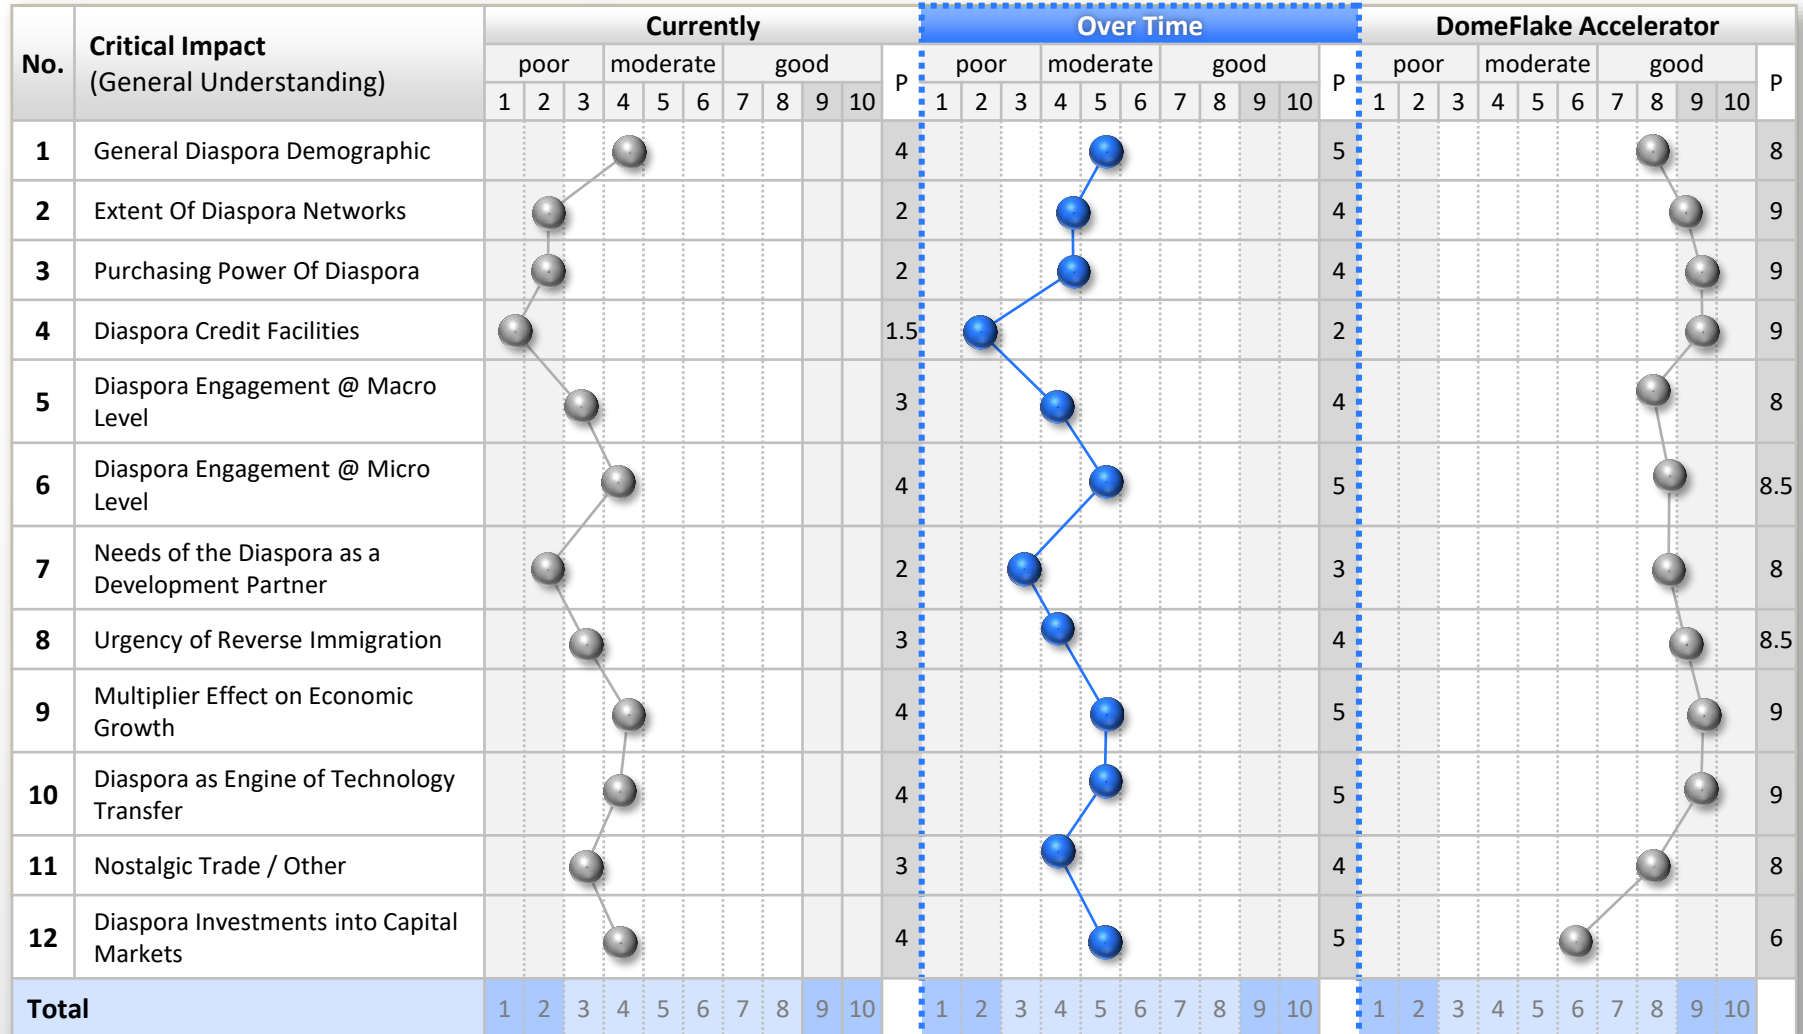 No. Critical Impact (General Understanding) Currently Over Time DomeFlake Accelerator
poor moderate good P poor moderate good P poor moderate good P
1 2 3 4 5 6 7 8 9 10 1 2 3 4 5 6 7 8 9 10 1 2 3 4 5 6 7 8 9 10
1 General Diaspora Demographic 4 5 8
2 Extent Of Diaspora Networks 2 4 9
3 Purchasing Power Of Diaspora 2 4 9
4 Diaspora Credit Facilities 1.5 2 9
5 Diaspora Engagement @ Macro Level 3 4 8
6 Diaspora Engagement @ Micro Level 4 5 8.5
7 Needs of the Diaspora as a Development Partner 2 3 8
8 Urgency of Reverse Immigration 3 4 8.5
9 Multiplier Effect on Economic Growth 4 5 9
10 Diaspora as Engine of Technology Transfer 4 5 9
11 Nostalgic Trade / Other 3 4 8
12 Diaspora Investments into Capital Markets 4 5 6
Total 1 2 3 4 5 6 7 8 9 10 1 2 3 4 5 6 7 8 9 10 1 2 3 4 5 6 7 8 9 10